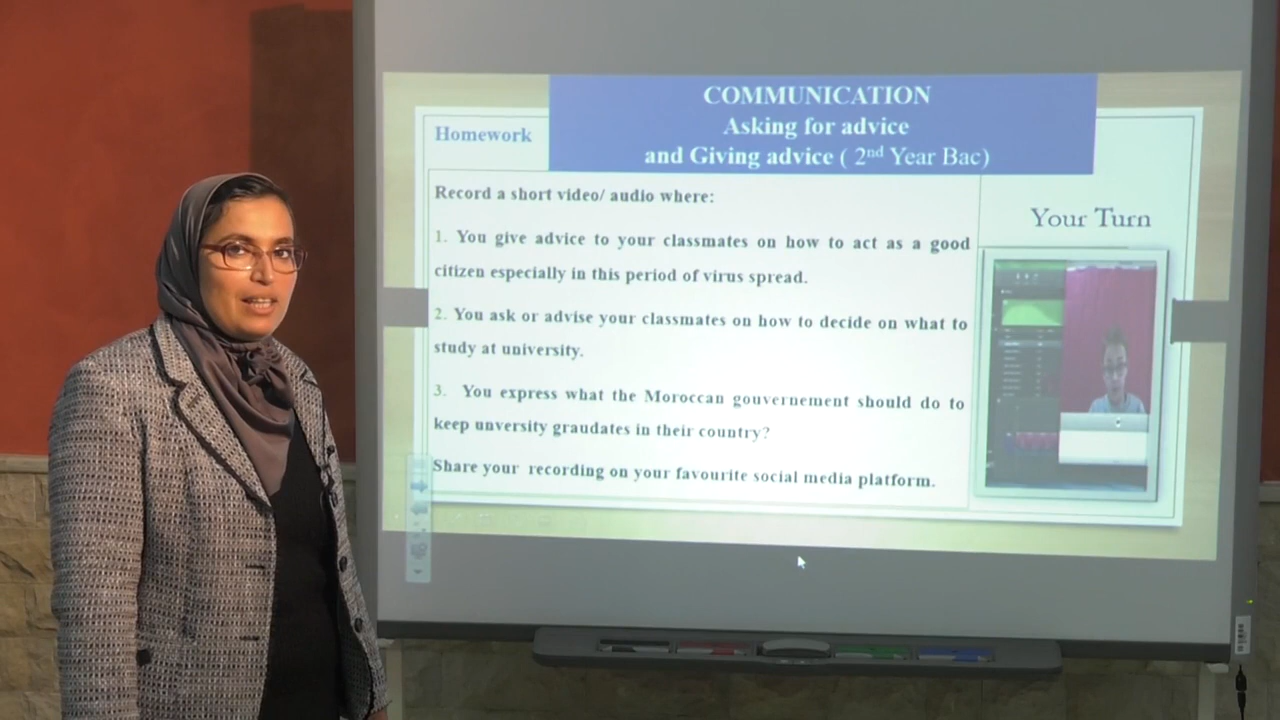 COMMUNICATION
Asking for advice
and Giving advice ( 2nd Year Bac)
Homework
Record a short video/ audio where:
1. You give advice to your classmates on how to act as a good
citizen especially in this period of virus spread.
2. You ask or advise your classmates on how to decide on what to
study at university.
3. You express what the Moroccan gouvernement should do to
keep unversity graudates in their country?
Share your recording on your favourite social media platform.
Your Turn